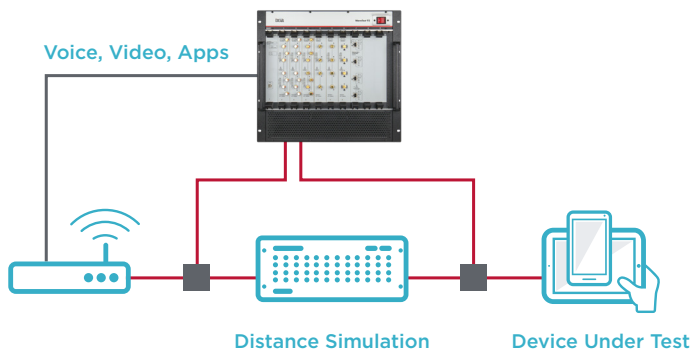 Voice, Video, Apps
Distance Simulation
Device Under Test